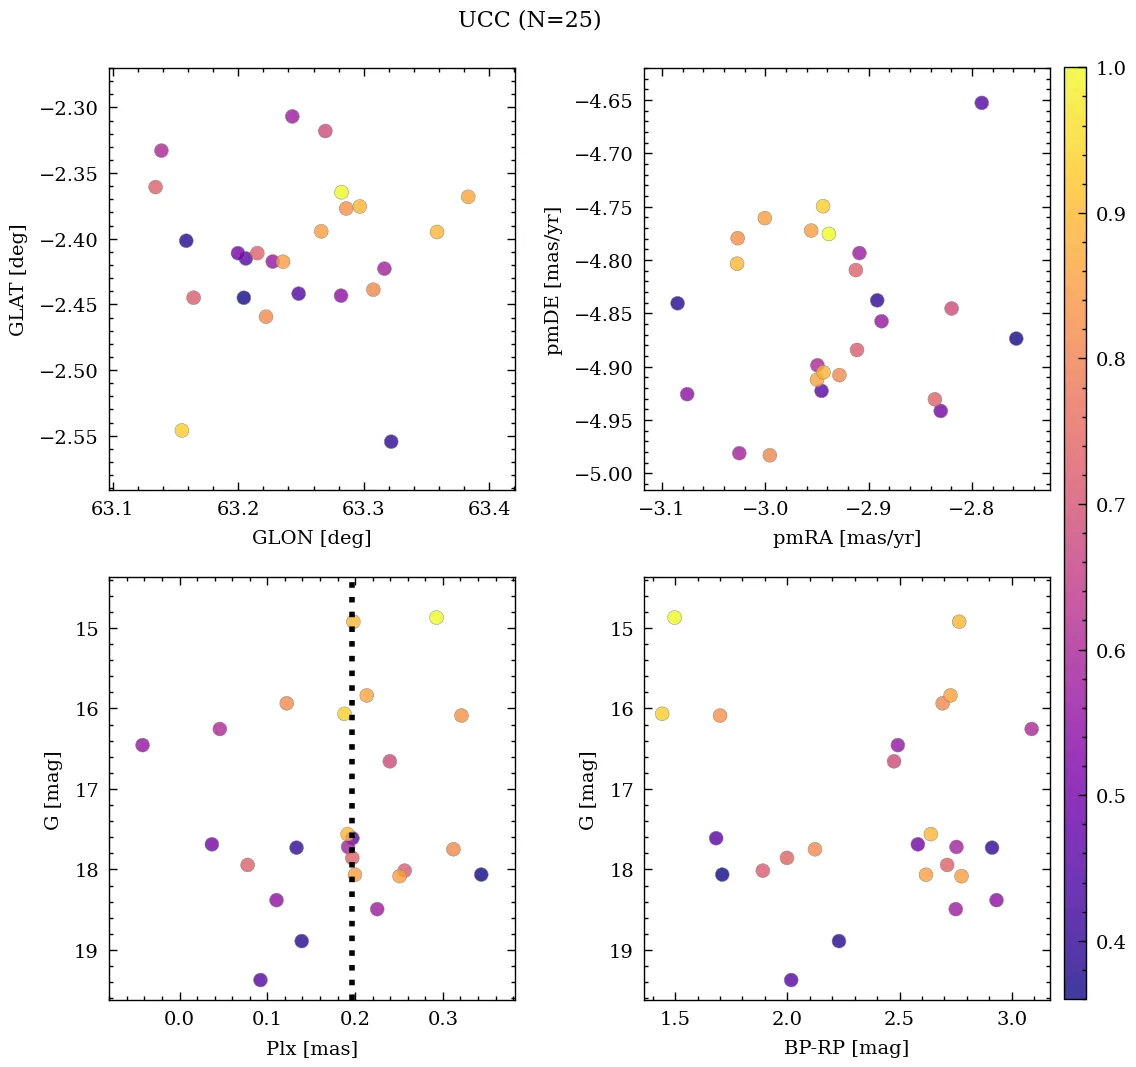 UCC (N=25)
−2.30
−2.35
−2.40
−2.45
−2.50
−2.55
GLAT [deg]
63.1 63.2 63.3 63.4
GLON [deg]
−4.65
−4.70
−4.75
−4.80
−4.85
−4.90
−4.95
−5.00
pmDE [mas/yr]
−3.1 −3.0 −2.9 −2.8
pmRA [mas/yr]
15
16
17
18
19
G [mag]
0.0 0.1 0.2 0.3
Plx [mas]
15
16
17
18
19
G [mag]
1.5 2.0 2.5 3.0
BP-RP [mag]
1.0
0.9
0.8
0.7
0.6
0.5
0.4